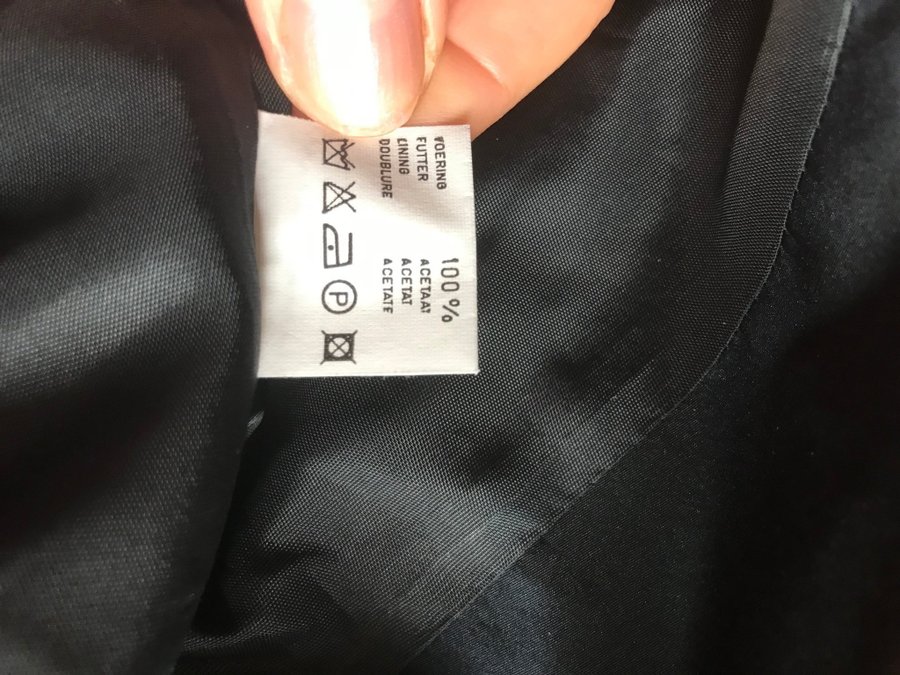 VOERING 100 %
FUTTER ACETAAT
LINING ACETAT
DOUBLURE ACETATE
P